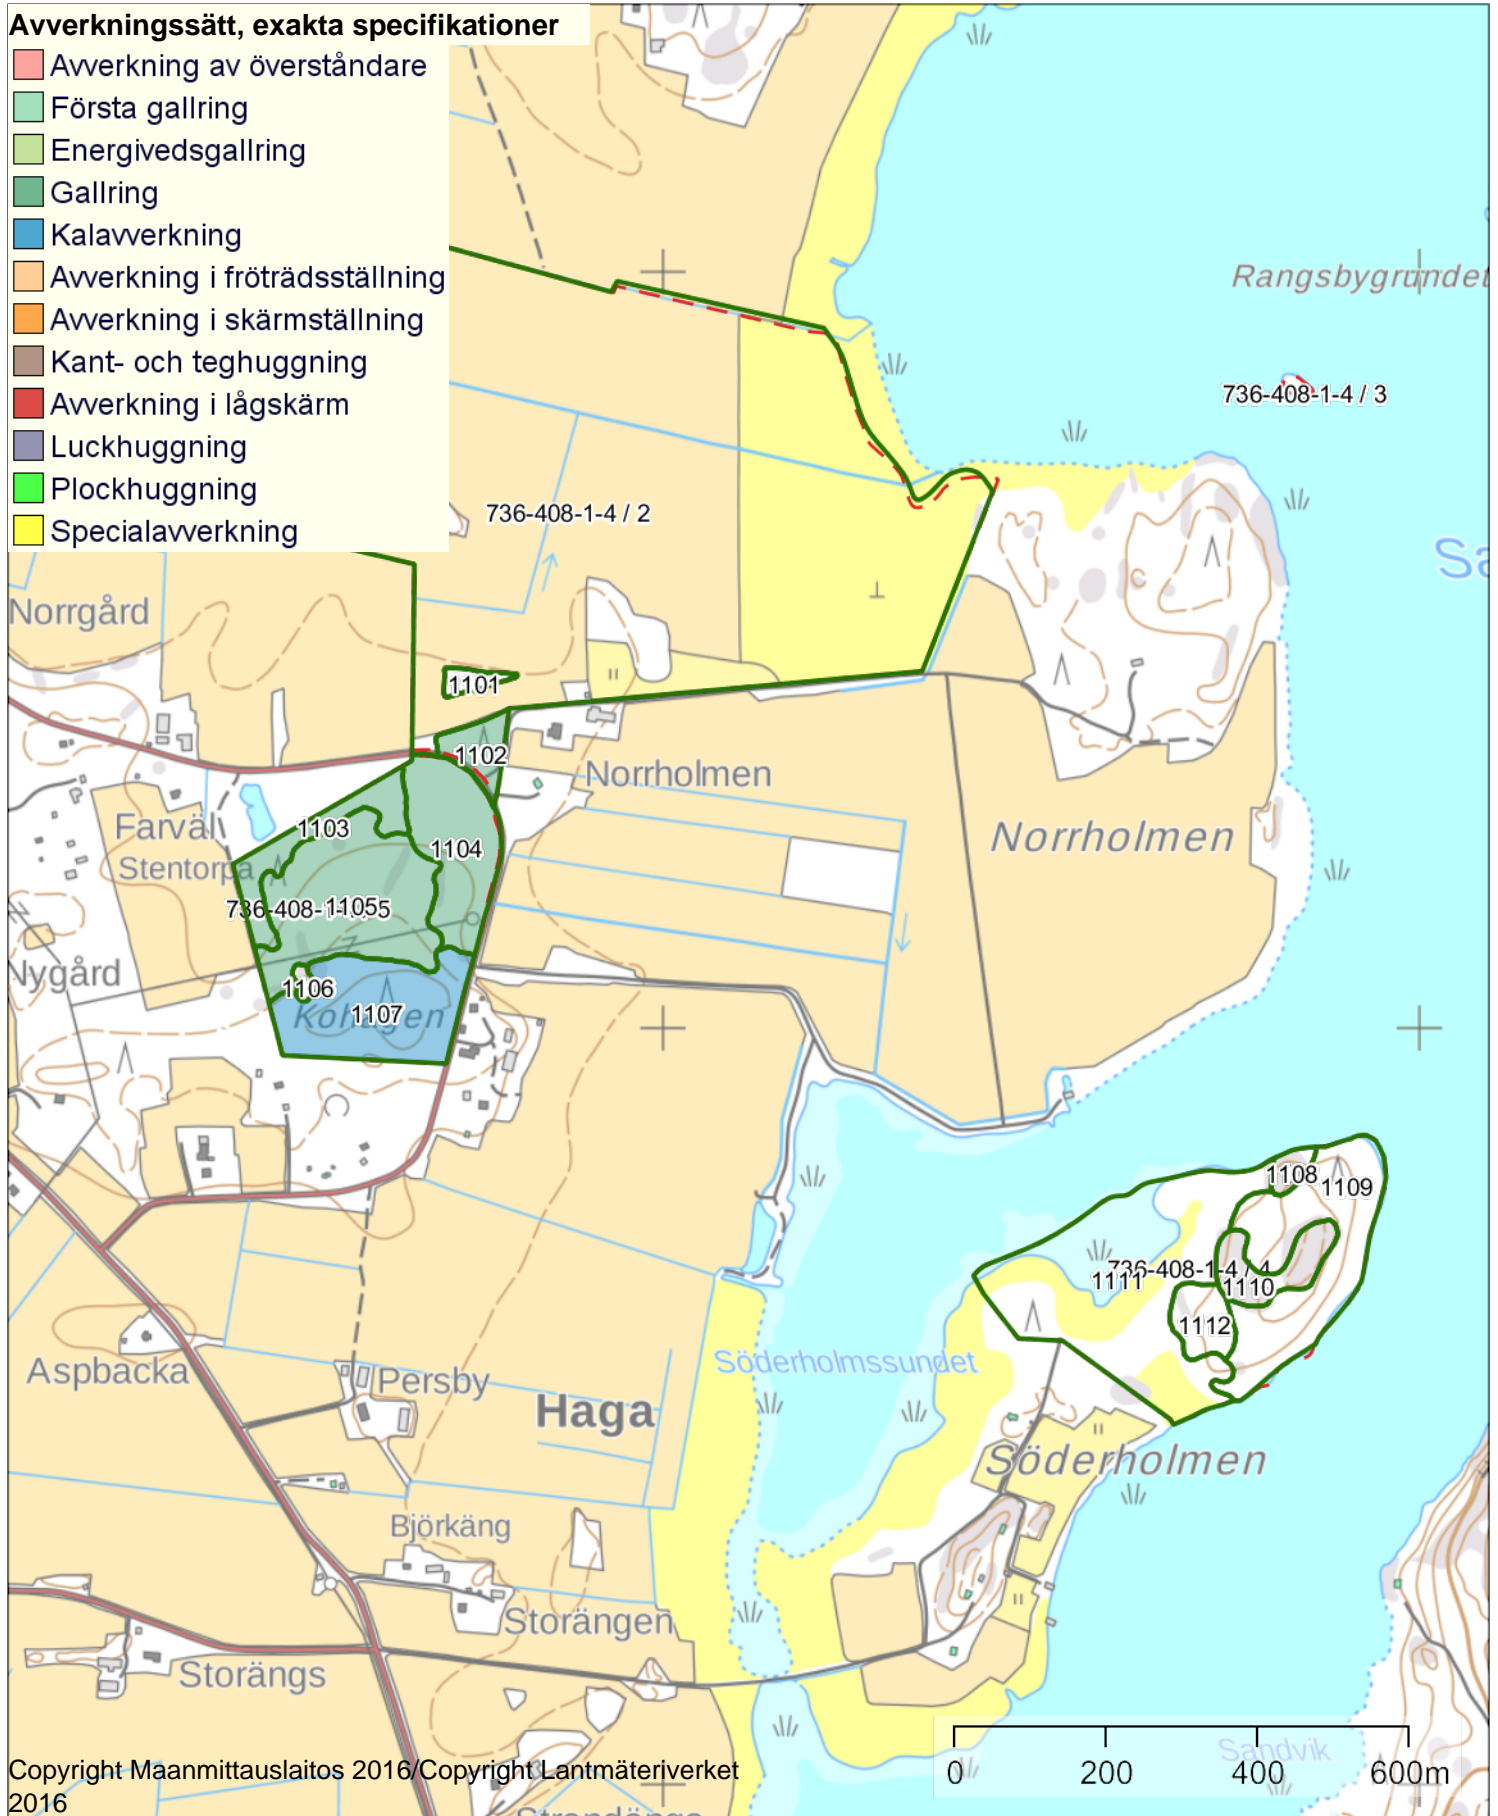 Avverkningssätt, exakta specifikationer
Avverkning av överståndare
Första gallring
Energivedsgallring
Gallring
Kalavverkning
Avverkning i fröträdsställning
Avverkning i skärmställning
Kant- och teghuggning
Avverkning i lågskärm
Luckhuggning
Plockhuggning
Specialavverkning
Rangsbygrundet
736-408-1-4 / 3
736-408-1-4 / 2
Norrgård
1101
1102
Norrholmen
Farväl
1103
1104
Norrholmen
Stentorpa
1105
Nygård
1106
1107
Kohagen
1108
1109
736-408-1-4 / 4
1111
1110
1112
Söderholmssundet
Aspbacka
Persby
Haga
Söderholmen
Björkäng
Storängen
Storängs
Sandvik
0 200 400 600m
Copyright Maanmittauslaitos 2016/Copyright Lantmäteriverket
2016